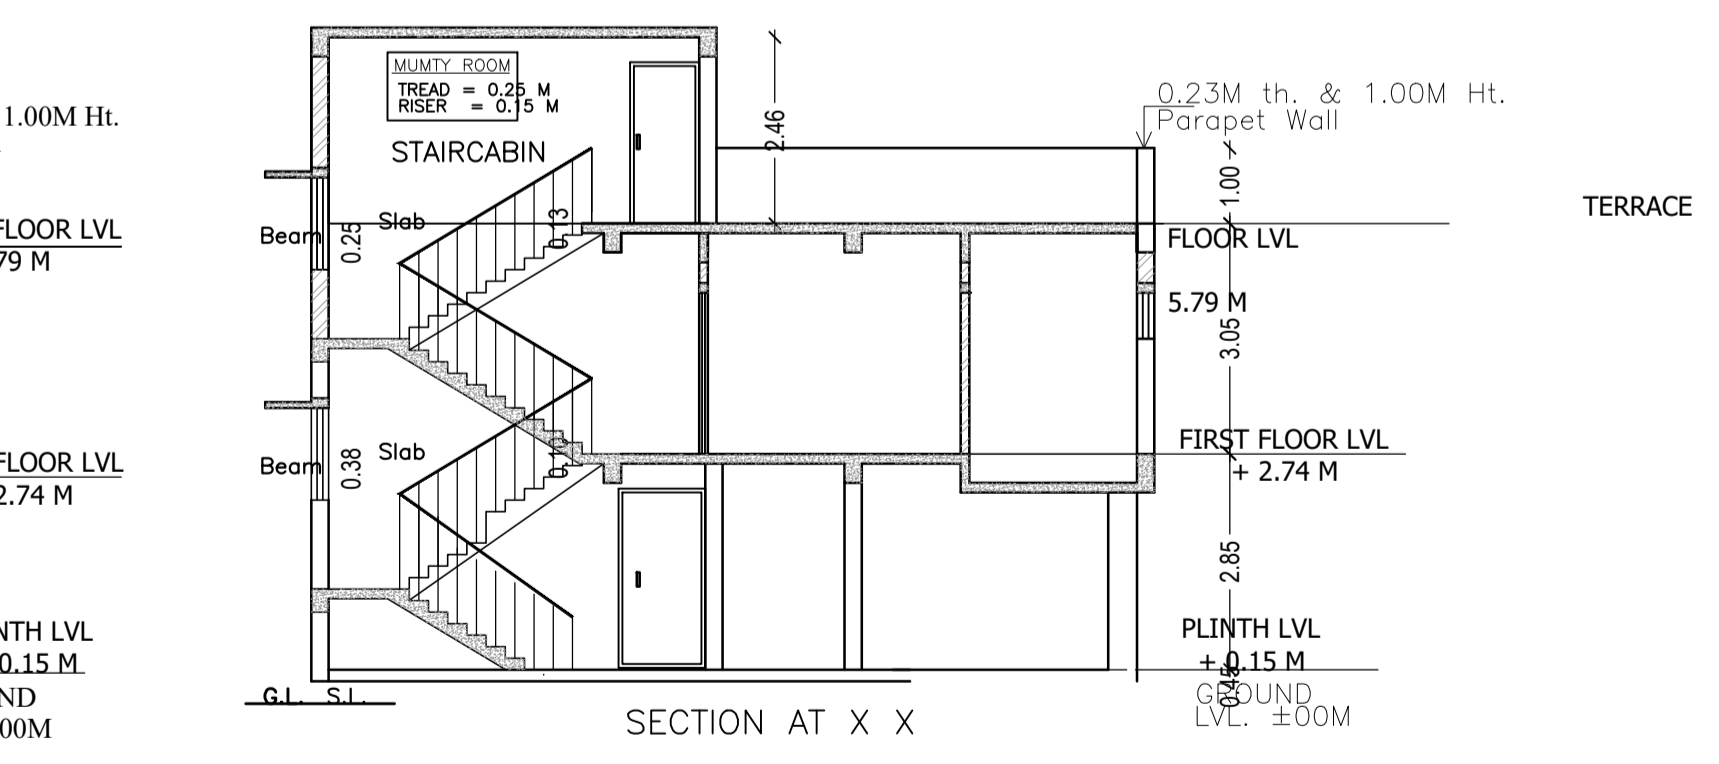 MUMTY ROOM
TREAD = 0.25 M
RISER = 0.15 M
STAIRCABIN
1.00M Ht.
2.46
0.23M th. & 1.00M Ht.
Parapet Wall
1.00
TERRACE
FLOOR LVL
79 M
Beam
0.25
Slab
0.13
FLOOR LVL
5.79 M
3.05
FLOOR LVL
2.74 M
Beam
0.38
Slab
FIRST FLOOR LVL
+ 2.74 M
2.85
NTH LVL
0.15 M
ND
00M
G.L. S.L.
SECTION AT X X
PLINTH LVL
+ 0.15 M
0.45
GROUND
LVL. ±00M